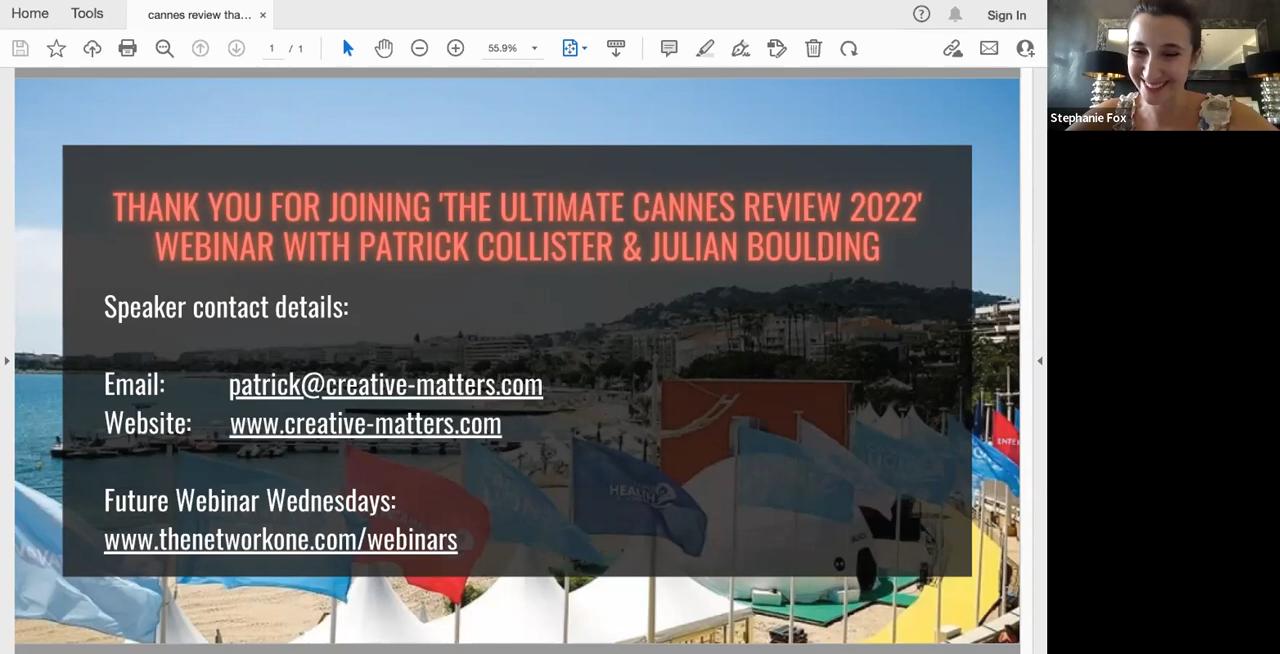 Home
Tools
cannes review tha...
Sign In
1 / 1
55.9%
Stephanie Fox
THANK YOU FOR JOINING 'THE ULTIMATE CANNES REVIEW 2022'
WEBINAR WITH PATRICK COLLISTER & JULIAN BOULDING
Speaker contact details:
Email: patrick@creative-matters.com
Website: www.creative-matters.com
Future Webinar Wednesdays:
www.thenetworkone.com/webinars
HEALTH